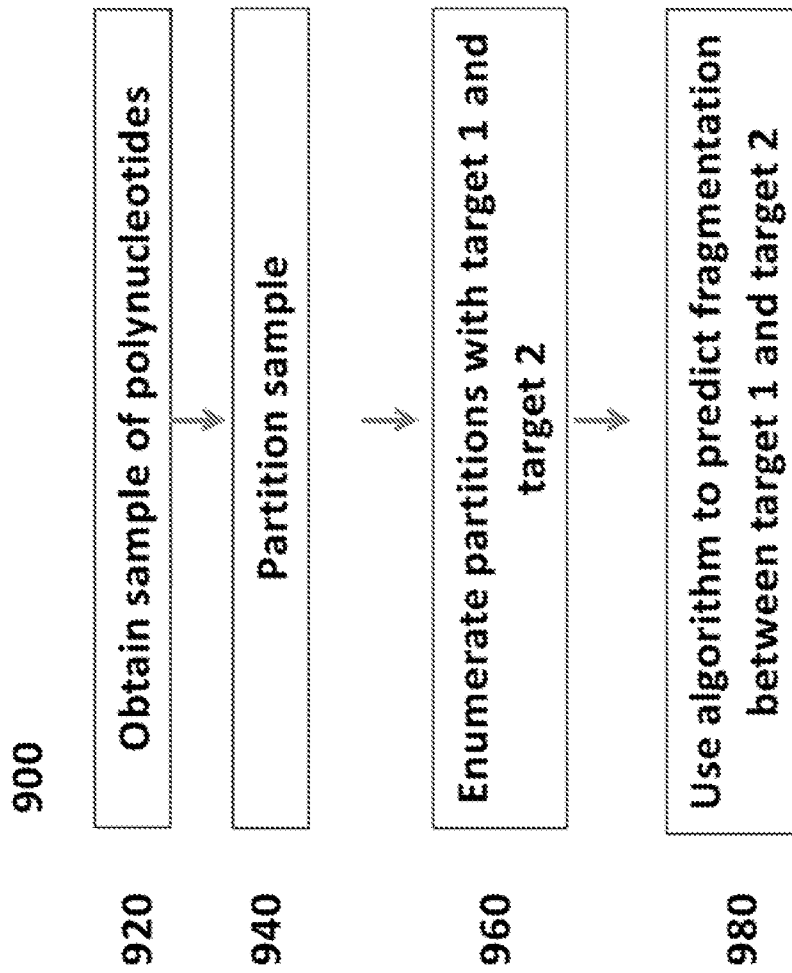 900
920
Obtain sample of polynucleotides
940
Partition sample
960
Enumerate partitions with target 1 and
target 2
980
Use algorithm to predict fragmentation
between target 1 and target 2